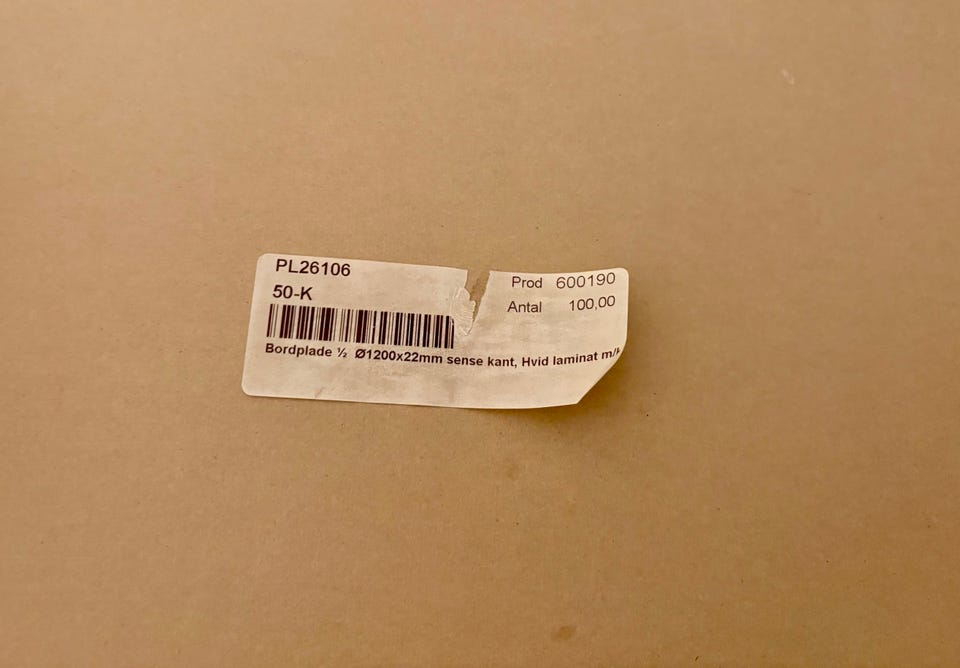 PL26106
50-K
Prod 600190
Antal 100,00
Bordplade ½ Ø1200x22mm sense kant, Hvid laminat